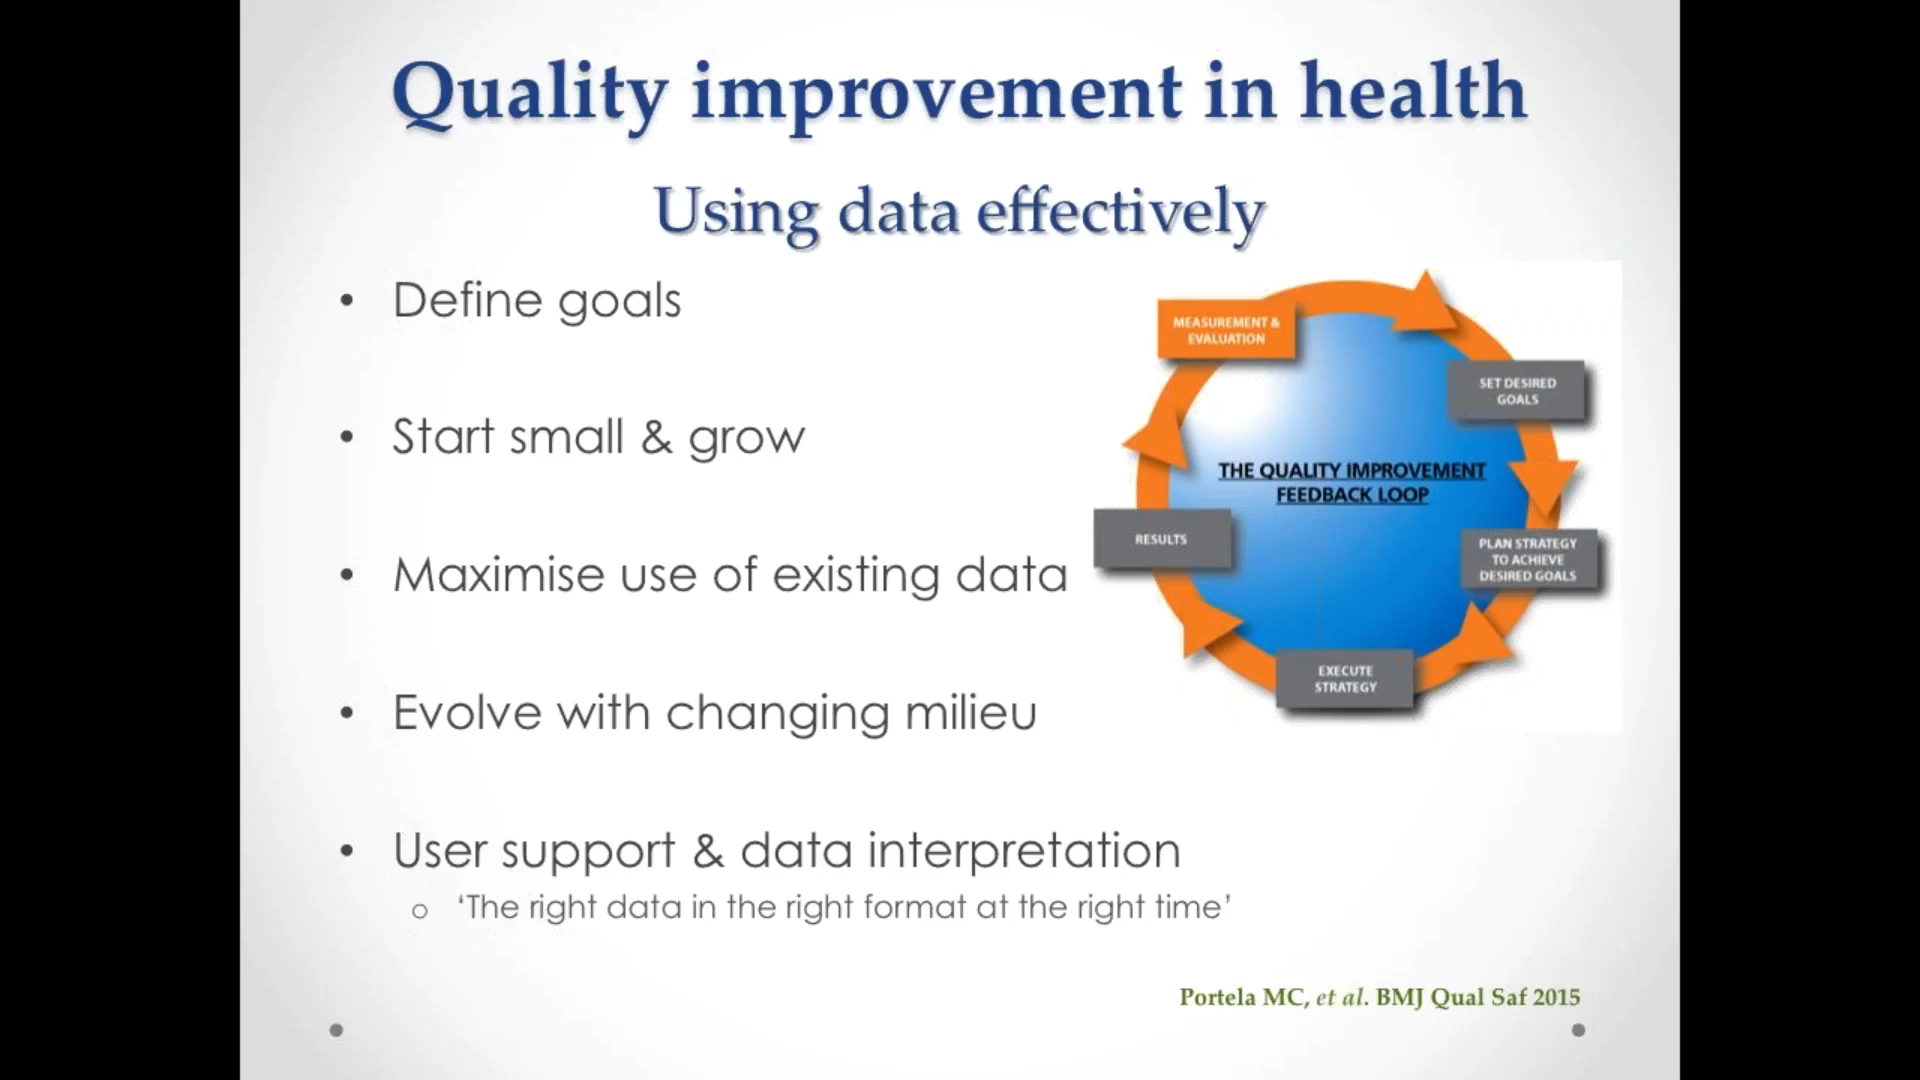 Quality improvement in health
Using data effectively
• Define goals
• Start small & grow
• Maximise use of existing data
• Evolve with changing milieu
• User support & data interpretation
o ‘The right data in the right format at the right time’
MEASUREMENT &
EVALUATION
SET DESIRED
GOALS
THE QUALITY IMPROVEMENT
FEEDBACK LOOP
RESULTS
PLAN STRATEGY
TO ACHIEVE
DESIRED GOALS
EXECUTE
STRATEGY
Portela MC, et al. BMJ Qual Saf 2015